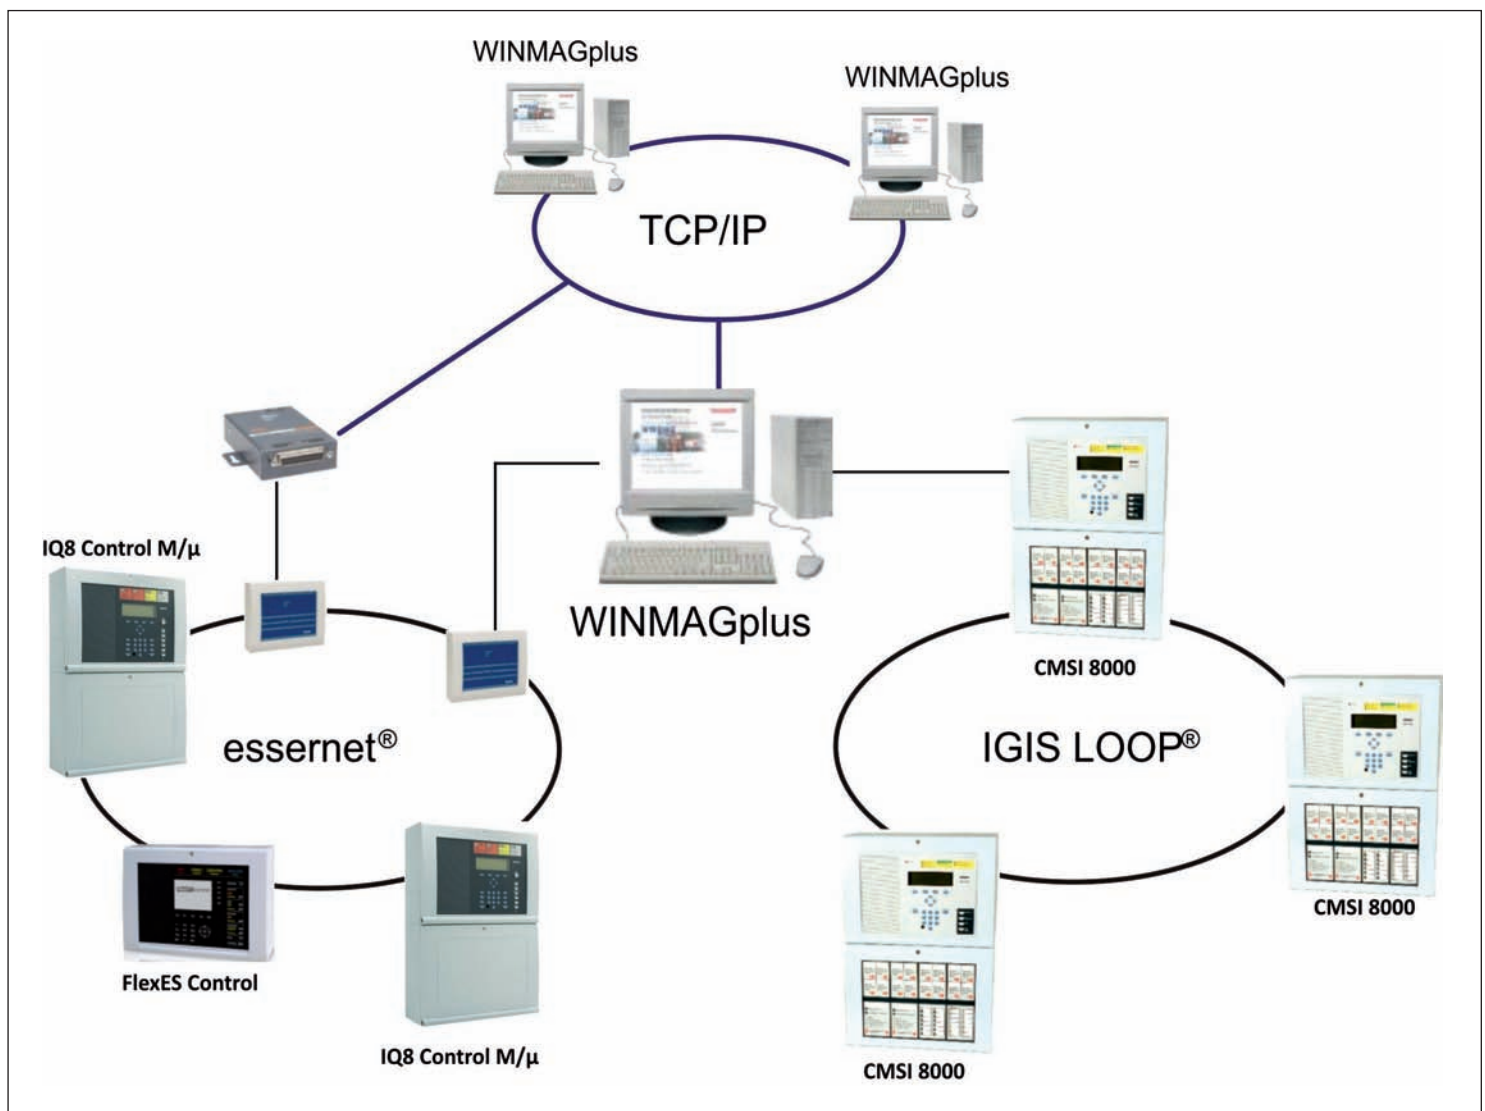 WINMAGplus
WINMAGplus
TCP/IP
IQ8 Control M/µ
WINMAGplus
CMSI 8000
essernet®
IGIS LOOP®
CMSI 8000
FlexES Control
IQ8 Control M/µ
CMSI 8000